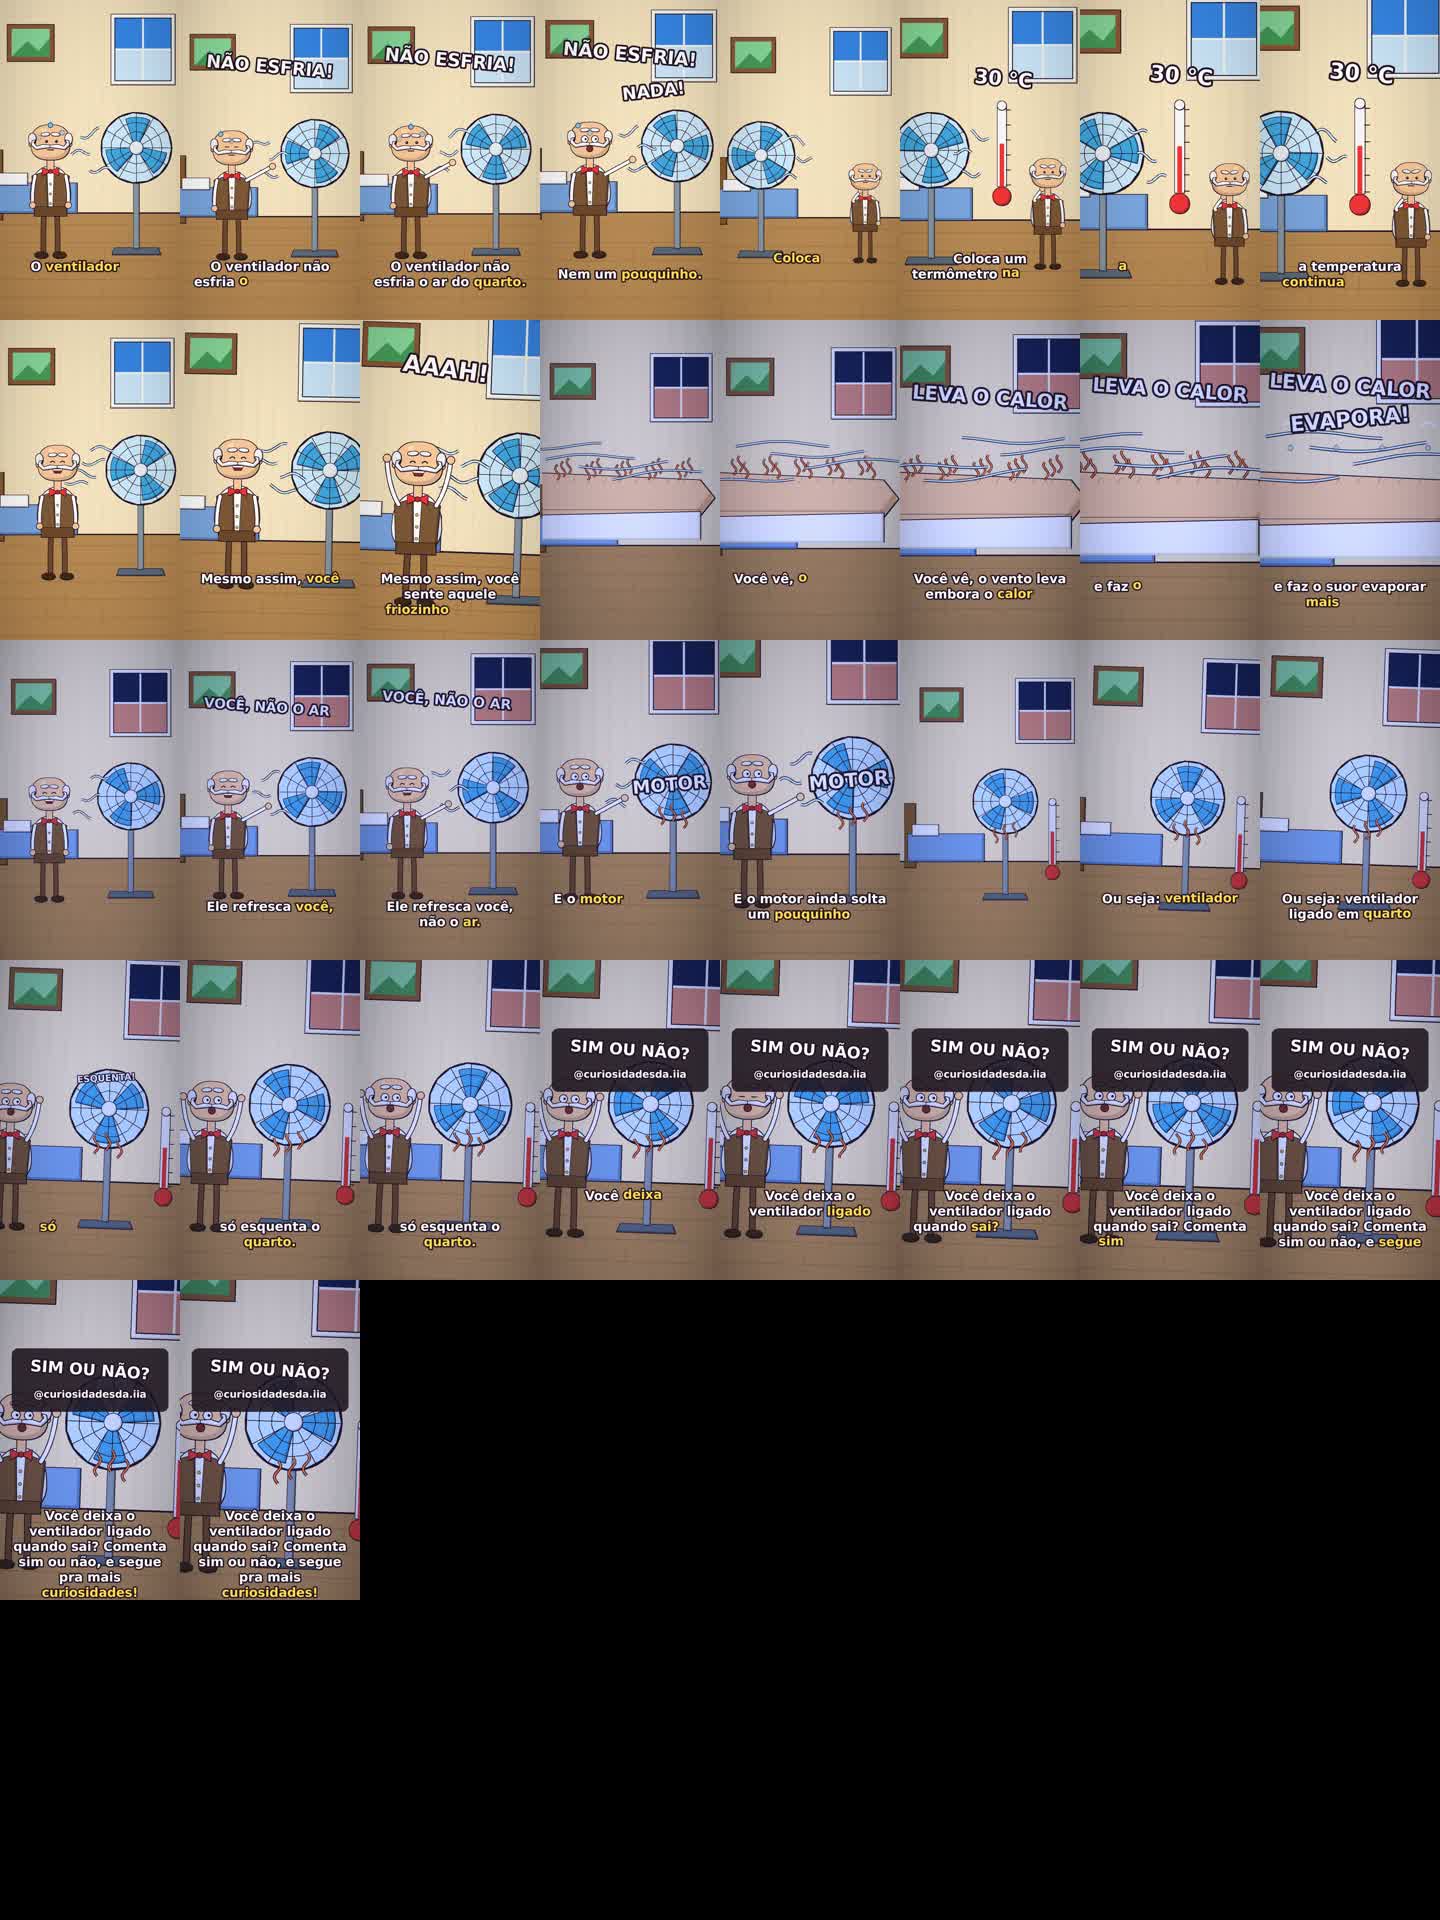 NÃO ESFRIA!
NÃO ESFRIA!
NÃO ESFRIA!
NADA!
30 °C
30 °C
30 °C
O ventilador
O ventilador não
esfria o
O ventilador não
esfria o ar do quarto.
Nem um pouquinho.
Coloca
Coloca um
termômetro na
a
a temperatura
continua
AAAH!
LEVA O CALOR
LEVA O CALOR
LEVA O CALOR
EVAPORA!
Mesmo assim, você
Mesmo assim, você
sente aquele
friozinho
Você vê, o
Você vê, o vento leva
embora o calor
e faz o
e faz o suor evaporar
mais
VOCÊ, NÃO O AR
VOCÊ, NÃO O AR
MOTOR
MOTOR
Ele refresca você,
Ele refresca você,
não o ar.
E o motor
E o motor ainda solta
um pouquinho
Ou seja: ventilador
Ou seja: ventilador
ligado em quarto
ESQUENTA!
SIM OU NÃO?
@curiosidadesda.iia
SIM OU NÃO?
@curiosidadesda.iia
SIM OU NÃO?
@curiosidadesda.iia
SIM OU NÃO?
@curiosidadesda.iia
SIM OU NÃO?
@curiosidadesda.iia
só
só esquenta o
quarto.
só esquenta o
quarto.
Você deixa
Você deixa o
ventilador ligado
Você deixa o
ventilador ligado
quando sai?
Você deixa o
ventilador ligado
quando sai? Comenta
sim
Você deixa o
ventilador ligado
quando sai? Comenta
sim ou não, e segue
SIM OU NÃO?
@curiosidadesda.iia
SIM OU NÃO?
@curiosidadesda.iia
Você deixa o
ventilador ligado
quando sai? Comenta
sim ou não, e segue
pra mais
curiosidades!
Você deixa o
ventilador ligado
quando sai? Comenta
sim ou não, e segue
pra mais
curiosidades!